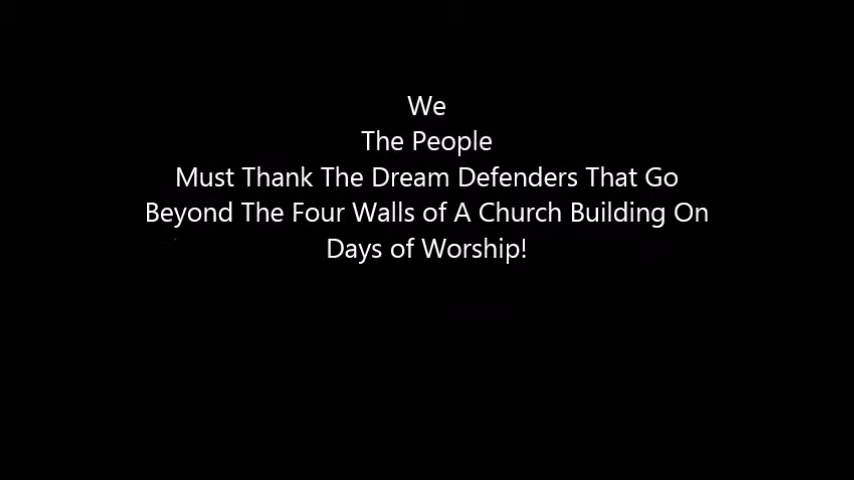 We
The People
Must Thank The Dream Defenders That Go
Beyond The Four Walls of A Church Building On
Days of Worship!